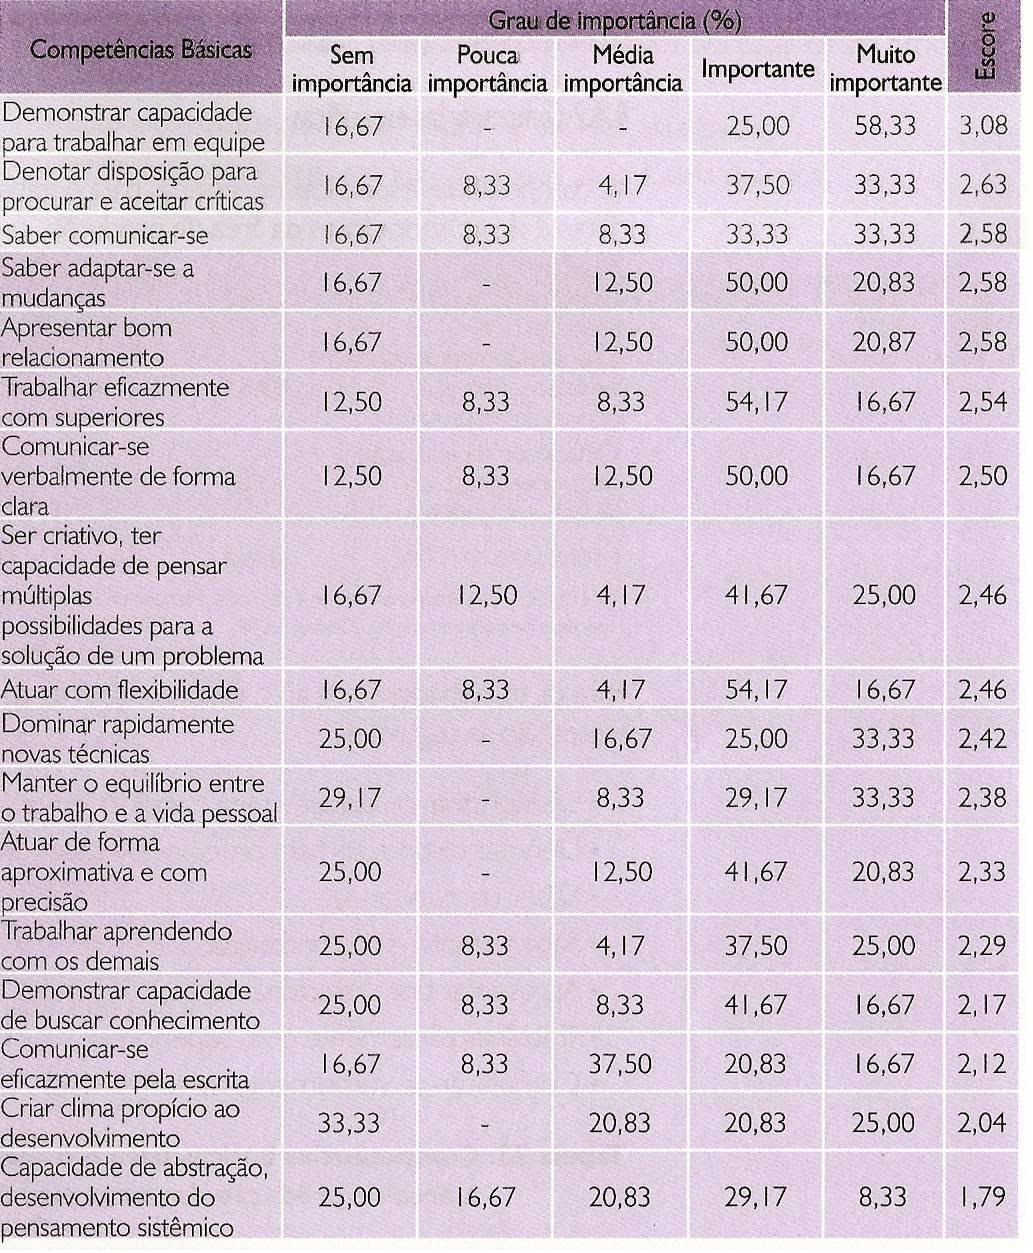 Competências Básicas
Grau de importância (%)
Escore
Sem importância
Pouca importância
Média importância
Importante
Muito importante
Demonstrar capacidade
para trabalhar em equipe
16,67 - - 25,00 58,33 3,08
Denotar disposição para
procurar e aceitar críticas
16,67 8,33 4,17 37,50 33,33 2,63
Saber comunicar-se 16,67 8,33 8,33 33,33 33,33 2,58
Saber adaptar-se a
mudanças
16,67 - 12,50 50,00 20,83 2,58
Apresentar bom
relacionamento
16,67 - 12,50 50,00 20,87 2,58
Trabalhar eficazmente
com superiores
12,50 8,33 8,33 54,17 16,67 2,54
Comunicar-se
verbalmente de forma
clara
12,50 8,33 12,50 50,00 16,67 2,50
Ser criativo, ter
capacidade de pensar
múltiplas
possibilidades para a
solução de um problema
16,67 12,50 4,17 41,67 25,00 2,46
Atuar com flexibilidade 16,67 8,33 4,17 54,17 16,67 2,46
Dominar rapidamente
novas técnicas
25,00 - 16,67 25,00 33,33 2,42
Manter o equilíbrio entre
o trabalho e a vida pessoal
29,17 - 8,33 29,17 33,33 2,38
Atuar de forma
aproximativa e com
precisão
25,00 - 12,50 41,67 20,83 2,33
Trabalhar aprendendo
com os demais
25,00 8,33 4,17 37,50 25,00 2,29
Demonstrar capacidade
de buscar conhecimento
25,00 8,33 8,33 41,67 16,67 2,17
Comunicar-se
eficazmente pela escrita
16,67 8,33 37,50 20,83 16,67 2,12
Criar clima propício ao
desenvolvimento
33,33 - 20,83 20,83 25,00 2,04
Capacidade de abstração,
desenvolvimento do
pensamento sistêmico
25,00 16,67 20,83 29,17 8,33 1,79